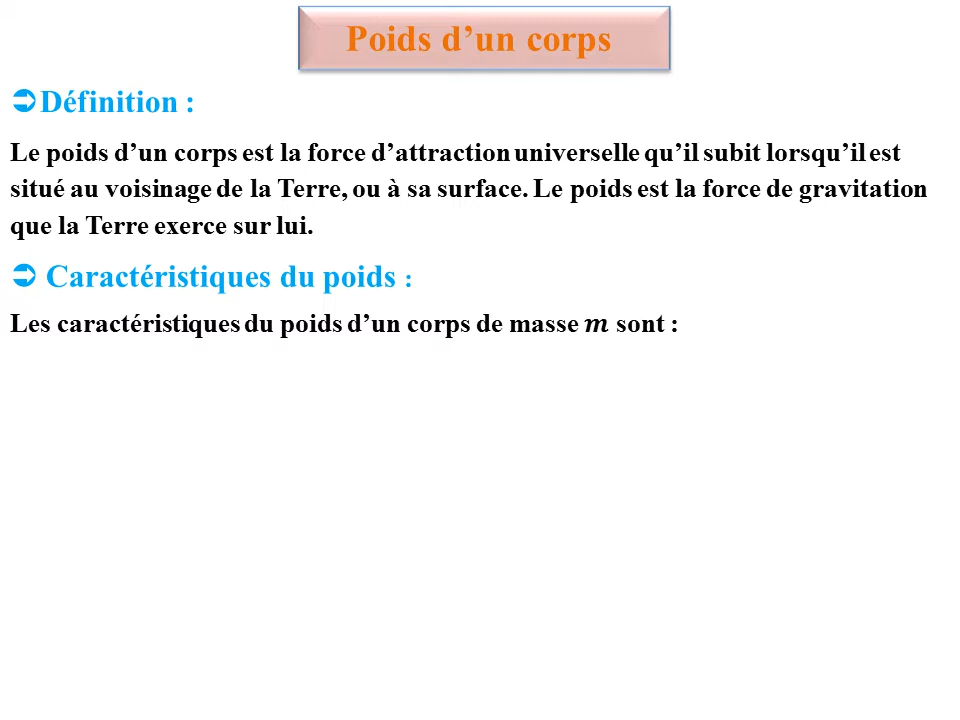 Poids d’un corps
➲Définition :
Le poids d’un corps est la force d’attraction universelle qu’il subit lorsqu’il est
situé au voisinage de la Terre, ou à sa surface. Le poids est la force de gravitation
que la Terre exerce sur lui.
➲ Caractéristiques du poids :
Les caractéristiques du poids d’un corps de masse 𝒎 sont :